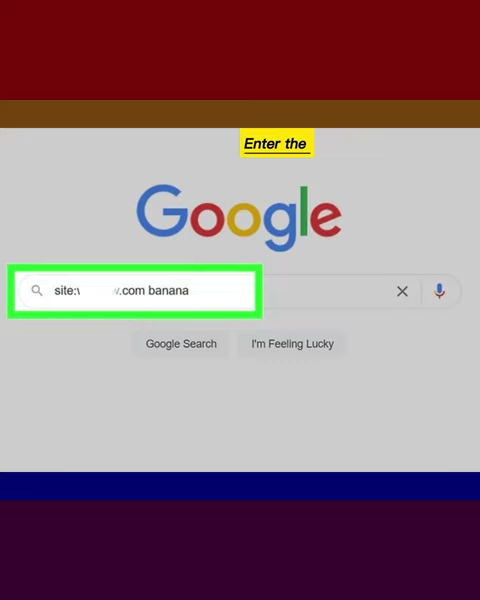 Enter the
Google
site: .com banana
Google Search
I'm Feeling Lucky